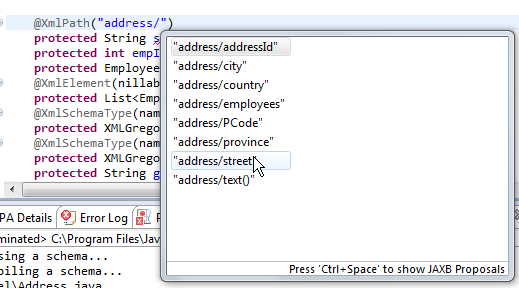 @XmlPath("address/")
protected String s
protected int empI
protected Employee
@XmlElement(nillab
protected List<Emp
@XmlSchemaType(nam
protected XMLGrego
@XmlSchemaType(nam
protected XMLGrego
protected String g
"address/addressId"
"address/city"
"address/country"
"address/employees"
"address/PCode"
"address/province"
"address/street"
"address/text()"
Press 'Ctrl+Space' to show JAXB Proposals
PA Details
Error Log
P
minated> C:\Program Files\Jav
sing a schema...
piling a schema...
el\Address.java